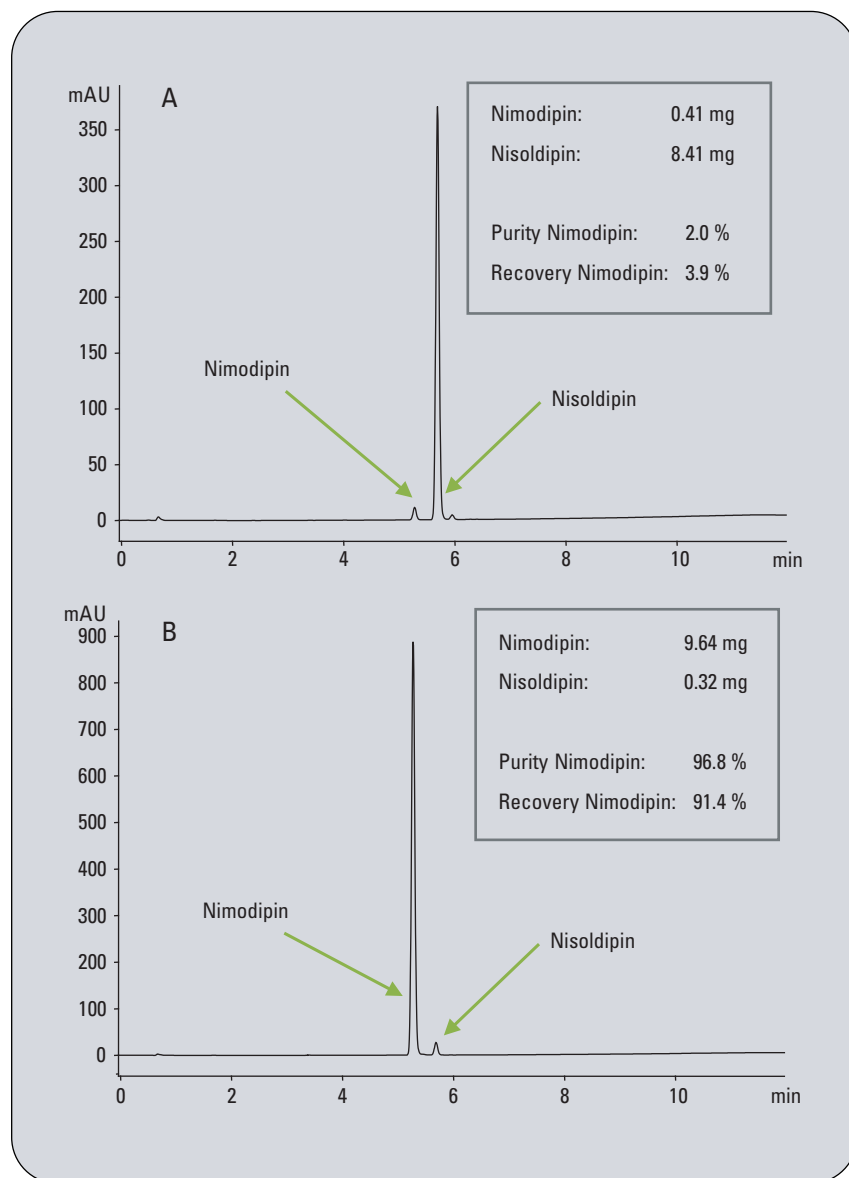 mAU
A
350
300
250
200
150
100
50
0
Nimodipin: 0.41 mg
Nisoldipin: 8.41 mg
Purity Nimodipin: 2.0 %
Recovery Nimodipin: 3.9 %
Nimodipin
Nisoldipin
0 2 4 6 8 10 min
mAU
B
900
800
700
600
500
400
300
200
100
0
Nimodipin: 9.64 mg
Nisoldipin: 0.32 mg
Purity Nimodipin: 96.8 %
Recovery Nimodipin: 91.4 %
Nimodipin
Nisoldipin
0 2 4 6 8 10 min